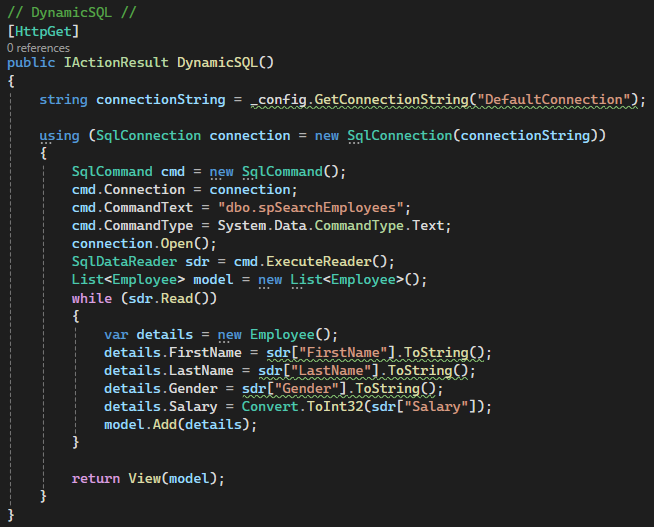 // DynamicSQL //
[HttpGet]
0 references
public IActionResult DynamicSQL()
{
string connectionString = _config.GetConnectionString("DefaultConnection");
using (SqlConnection connection = new SqlConnection(connectionString))
{
SqlCommand cmd = new SqlCommand();
cmd.Connection = connection;
cmd.CommandText = "dbo.spSearchEmployees";
cmd.CommandType = System.Data.CommandType.Text;
connection.Open();
SqlDataReader sdr = cmd.ExecuteReader();
List<Employee> model = new List<Employee>();
while (sdr.Read())
{
var details = new Employee();
details.FirstName = sdr["FirstName"].ToString();
details.LastName = sdr["LastName"].ToString();
details.Gender = sdr["Gender"].ToString();
details.Salary = Convert.ToInt32(sdr["Salary"]);
model.Add(details);
}
return View(model);
}
}